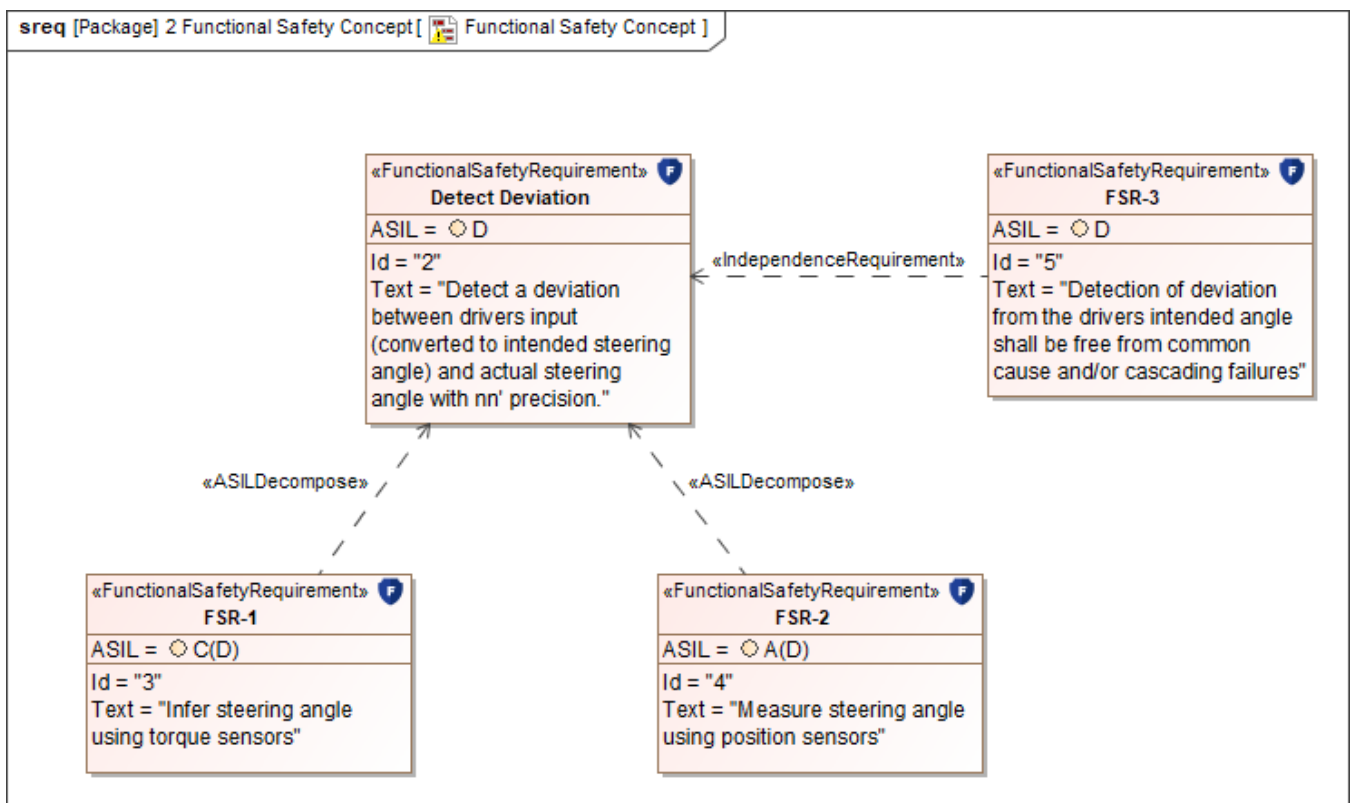 sreq [Package] 2 Functional Safety Concept [ Functional Safety Concept ]
«FunctionalSafetyRequirement» F
Detect Deviation
ASIL = D
Id = "2"
Text = "Detect a deviation
between drivers input
(converted to intended steering
angle) and actual steering
angle with nn' precision."
«IndependenceRequirement»
«FunctionalSafetyRequirement» F
FSR-3
ASIL = D
Id = "5"
Text = "Detection of deviation
from the drivers intended angle
shall be free from common
cause and/or cascading failures"
«ASILDecompose»
«ASILDecompose»
«FunctionalSafetyRequirement» F
FSR-1
ASIL = C(D)
Id = "3"
Text = "Infer steering angle
using torque sensors"
«FunctionalSafetyRequirement» F
FSR-2
ASIL = A(D)
Id = "4"
Text = "Measure steering angle
using position sensors"